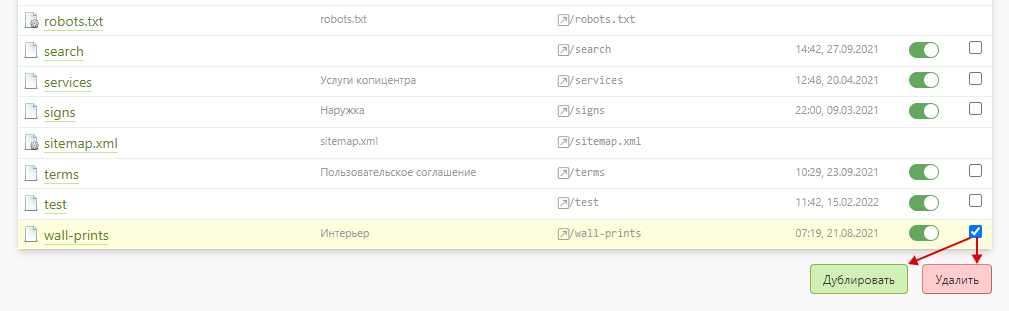 robots.txt robots.txt /robots.txt
search /search 14:42, 27.09.2021
services Услуги копицентра /services 12:48, 20.04.2021
signs Наружка /signs 22:00, 09.03.2021
sitemap.xml sitemap.xml /sitemap.xml
terms Пользовательское соглашение /terms 10:29, 23.09.2021
test /test 11:42, 15.02.2022
wall-prints Интерьер /wall-prints 07:19, 21.08.2021
Дублировать Удалить